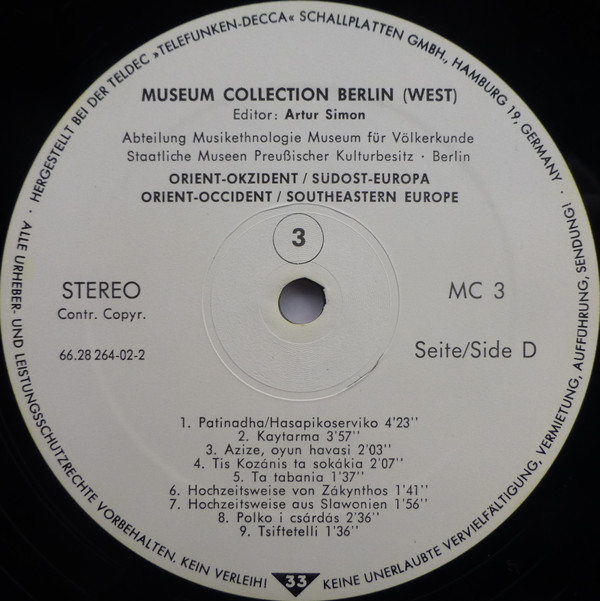 HERGESTELLT BEI DER TELDEC »TELEFUNKEN-DECCA« SCHALLPLATTEN GMBH., HAMBURG 19, GERMANY ·
MUSEUM COLLECTION BERLIN (WEST)
Editor: Artur Simon
Abteilung Musikethnologie Museum für Völkerkunde
Staatliche Museen Preußischer Kulturbesitz · Berlin
ORIENT-OKZIDENT / SÜDOST-EUROPA
ORIENT-OCCIDENT / SOUTHEASTERN EUROPE
3
STEREO
Contr. Copyr.
MC 3
66.28 264-02-2
Seite/Side D
1. Patinadha/Hasapikoserviko 4'23''
2. Kaytarma 3'57''
3. Azize, oyun havasi 2'03''
4. Tis Kozánis ta sokákia 2'07''
5. Ta tabania 1'37''
6. Hochzeitsweise von Zákynthos 1'41''
7. Hochzeitsweise aus Slawonien 1'56''
8. Polko i csárdás 2'36''
9. Tsiftetelli 1'36''
· ALLE URHEBER- UND LEISTUNGSSCHUTZRECHTE VORBEHALTEN. KEIN VERLEIH! 33 KEINE UNERLAUBTE VERVIELFÄLTIGUNG, VERMIETUNG, AUFFÜHRUNG, SENDUNG!